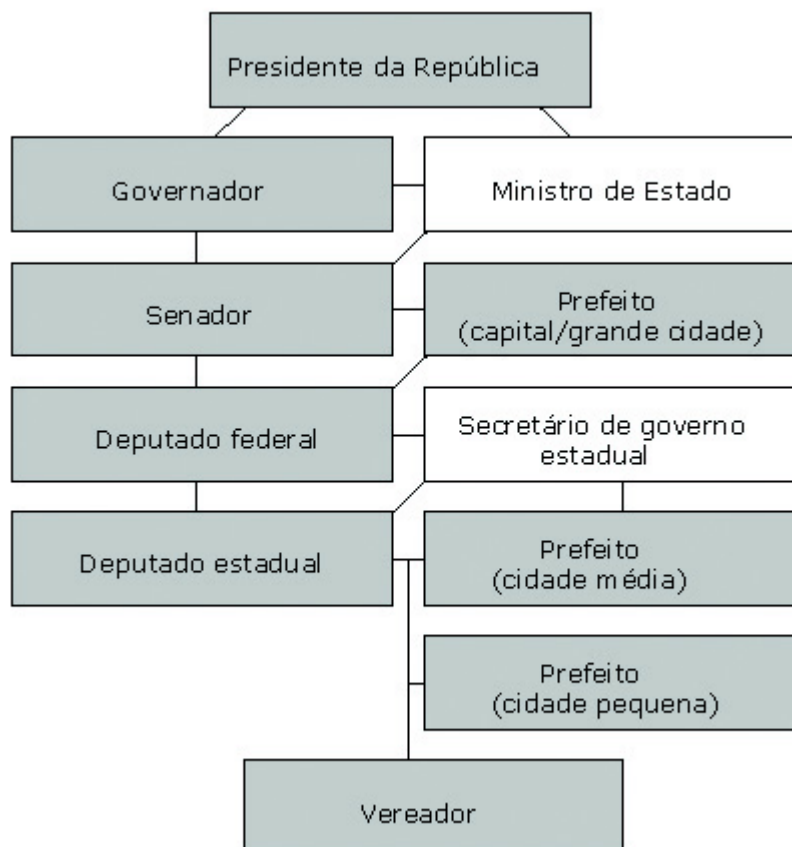 Presidente da República
Governador
Ministro de Estado
Senador
Prefeito
(capital/grande cidade)
Deputado federal
Secretário de governo
estadual
Deputado estadual
Prefeito
(cidade média)
Prefeito
(cidade pequena)
Vereador